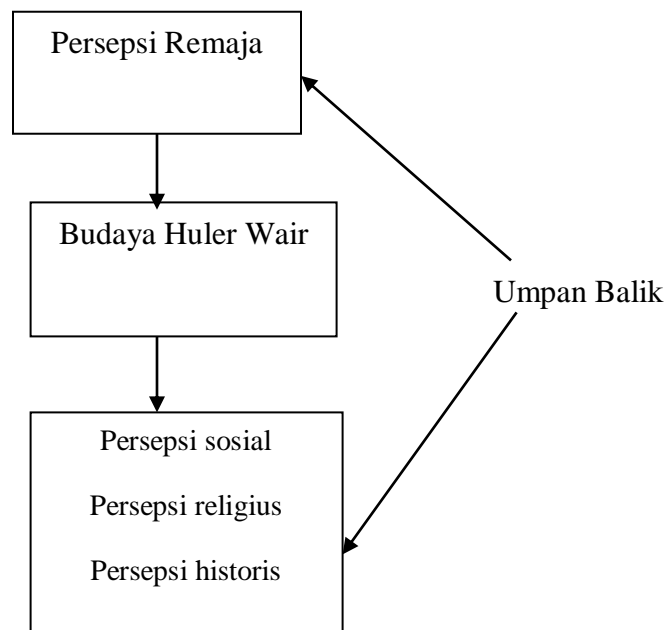 Persepsi Remaja
Budaya Huler Wair
Umpan Balik
Persepsi sosial
Persepsi religius
Persepsi historis